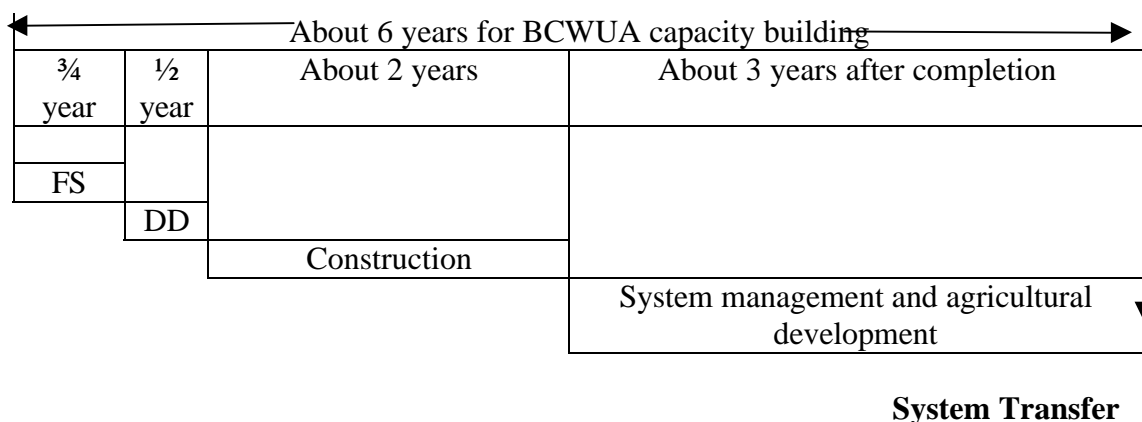 About 6 years for BCWUA capacity building
¾ year
½ year
About 2 years
About 3 years after completion
FS
DD
Construction
System management and agricultural
development
System Transfer